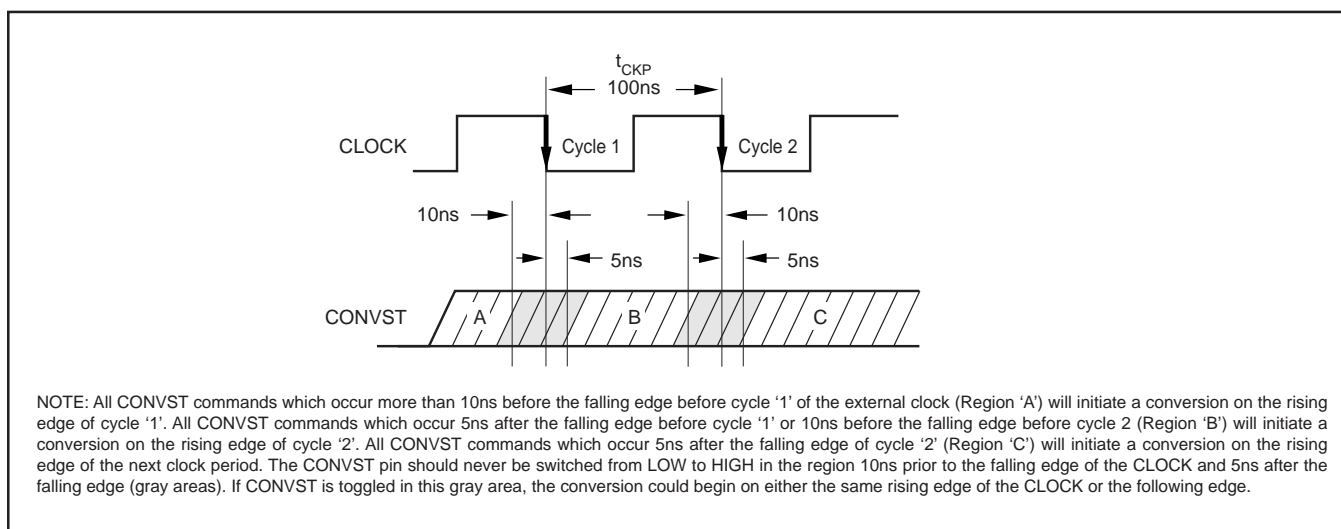 tCKP
100ns
CLOCK
Cycle 1
Cycle 2
10ns
10ns
5ns
5ns
CONVST
A
B
C
NOTE: All CONVST commands which occur more than 10ns before the falling edge before cycle ‘1’ of the external clock (Region ‘A’) will initiate a conversion on the rising
edge of cycle ‘1’. All CONVST commands which occur 5ns after the falling edge before cycle ‘1’ or 10ns before the falling edge before cycle 2 (Region ‘B’) will initiate a
conversion on the rising edge of cycle ‘2’. All CONVST commands which occur 5ns after the falling edge of cycle ‘2’ (Region ‘C’) will initiate a conversion on the rising
edge of the next clock period. The CONVST pin should never be switched from LOW to HIGH in the region 10ns prior to the falling edge of the CLOCK and 5ns after the
falling edge (gray areas). If CONVST is toggled in this gray area, the conversion could begin on either the same rising edge of the CLOCK or the following edge.